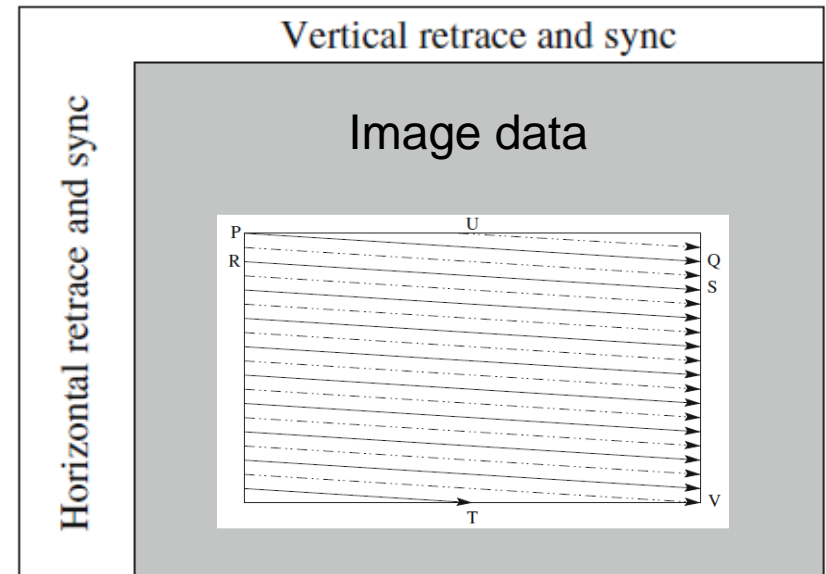 Vertical retrace and sync
Horizontal retrace and sync
Image data
U
P
Q
R
S
V
T